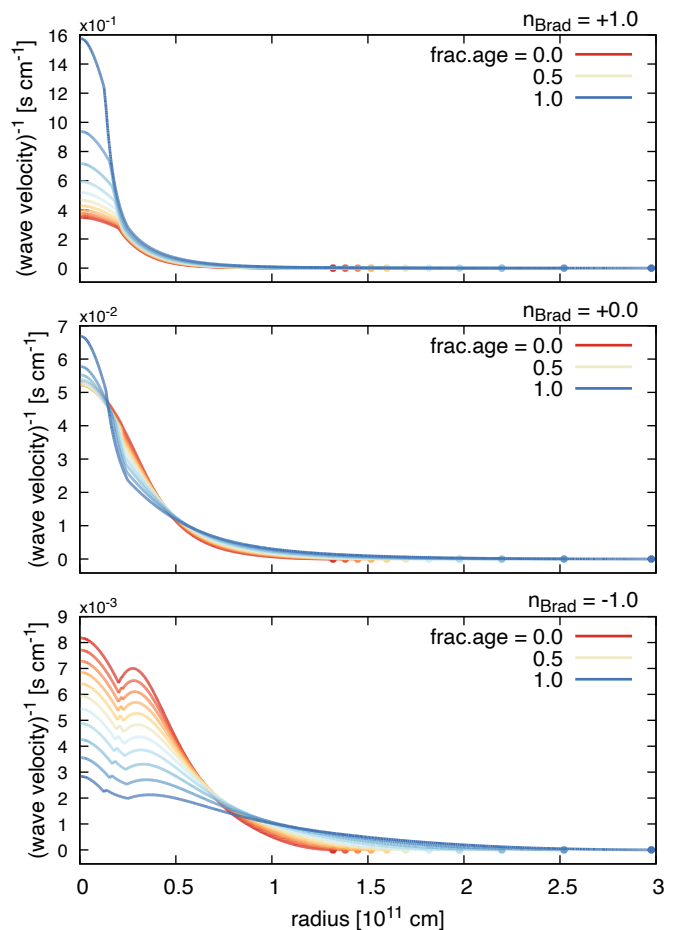 x10⁻¹
n_Brad = +1.0
frac.age = 0.0
0.5
1.0
(wave velocity)⁻¹ [s cm⁻¹]
16
14
12
10
8
6
4
2
0
x10⁻²
n_Brad = +0.0
frac.age = 0.0
0.5
1.0
(wave velocity)⁻¹ [s cm⁻¹]
7
6
5
4
3
2
1
0
x10⁻³
n_Brad = -1.0
frac.age = 0.0
0.5
1.0
(wave velocity)⁻¹ [s cm⁻¹]
9
8
7
6
5
4
3
2
1
0
0 0.5 1 1.5 2 2.5 3
radius [10¹¹ cm]